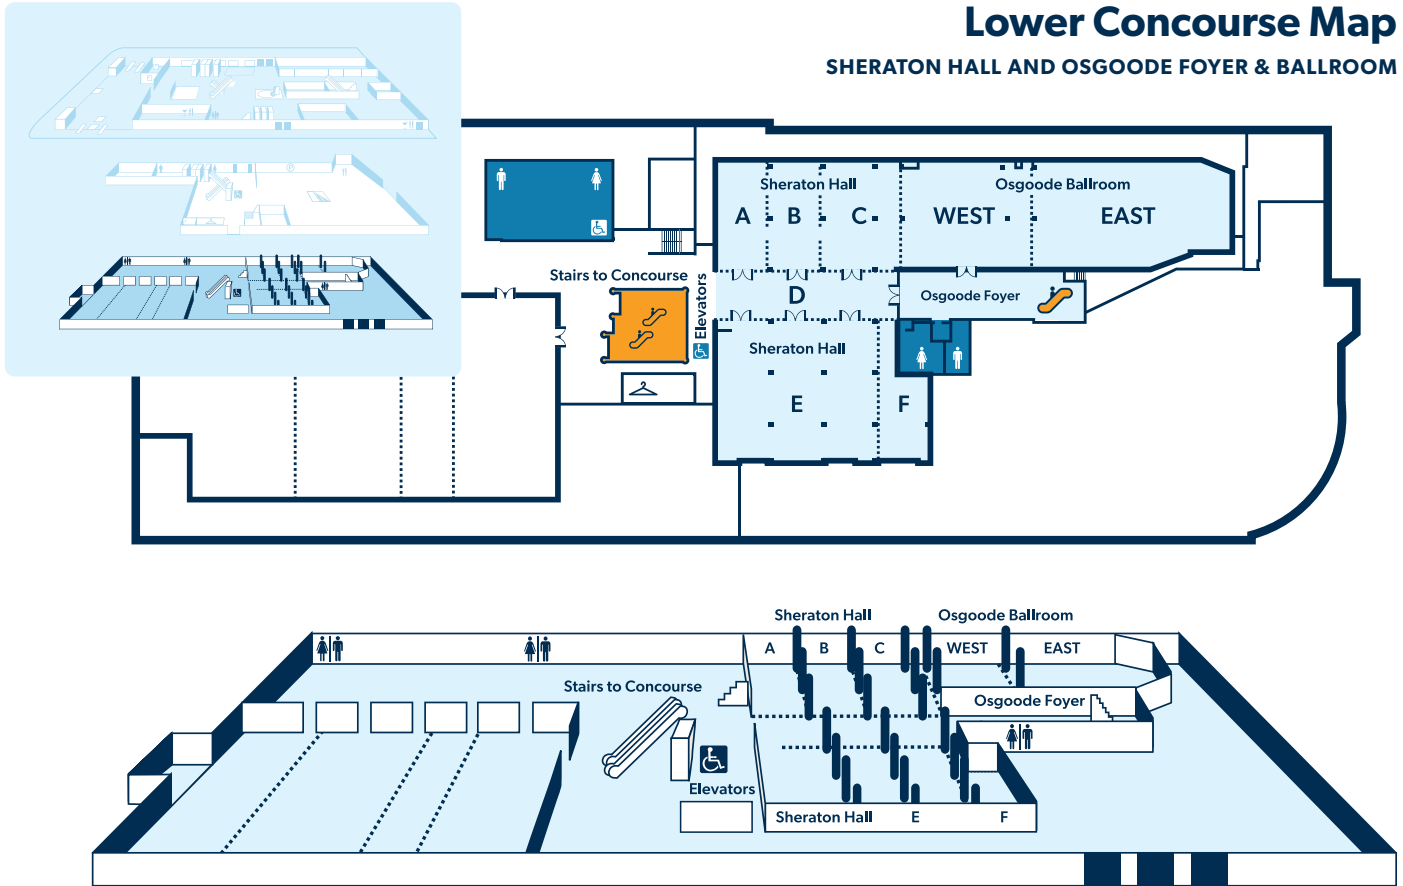 Lower Concourse Map
SHERATON HALL AND OSGOODE FOYER & BALLROOM
Sheraton Hall
Osgoode Ballroom
A
B
C
WEST
EAST
Stairs to Concourse
Elevators
D
Osgoode Foyer
Sheraton Hall
E
F
Sheraton Hall
Osgoode Ballroom
A
B
C
WEST
EAST
Stairs to Concourse
Osgoode Foyer
Elevators
Sheraton Hall
E
F